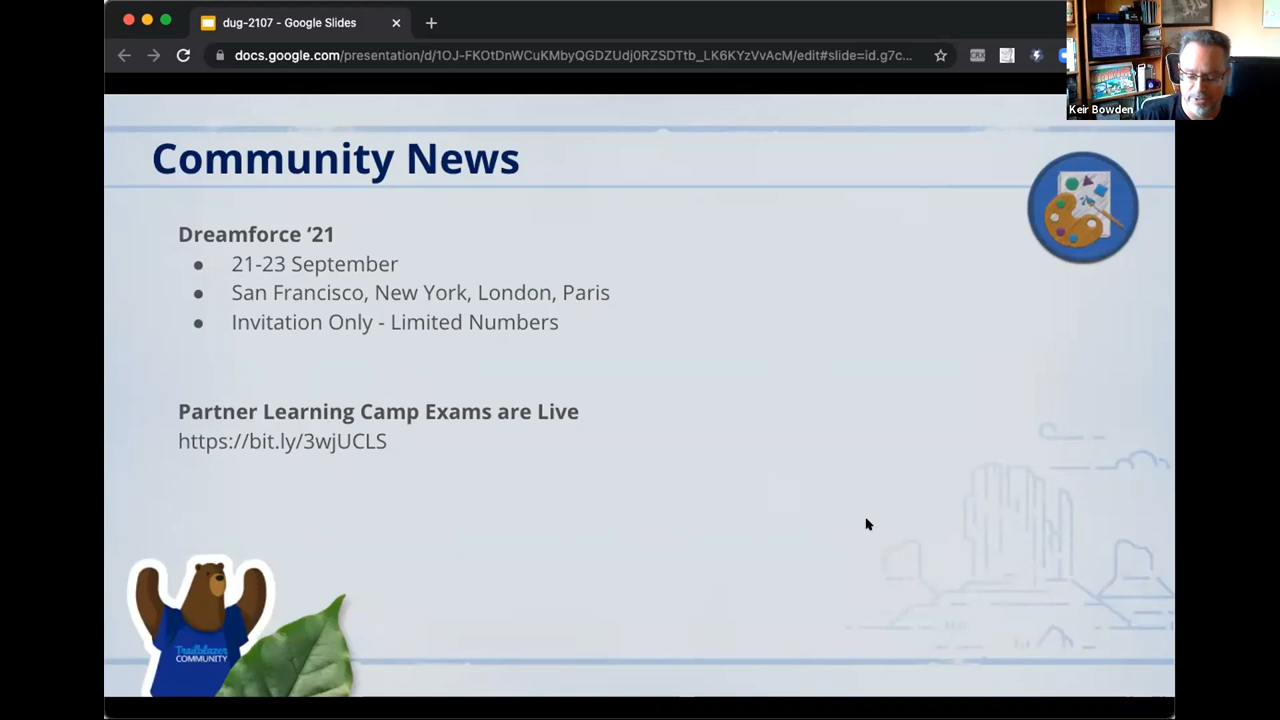 dug-2107 - Google Slides
docs.google.com/presentation/d/1OJ-FKOtDnWCuKMbyQGDZUdj0RZSDTtb_LK6KYzVvAcM/edit#slide=id.g7c...
Keir Bowden
Community News
Dreamforce ‘21
● 21-23 September
● San Francisco, New York, London, Paris
● Invitation Only - Limited Numbers
Partner Learning Camp Exams are Live
https://bit.ly/3wjUCLS
Trailblazer
COMMUNITY